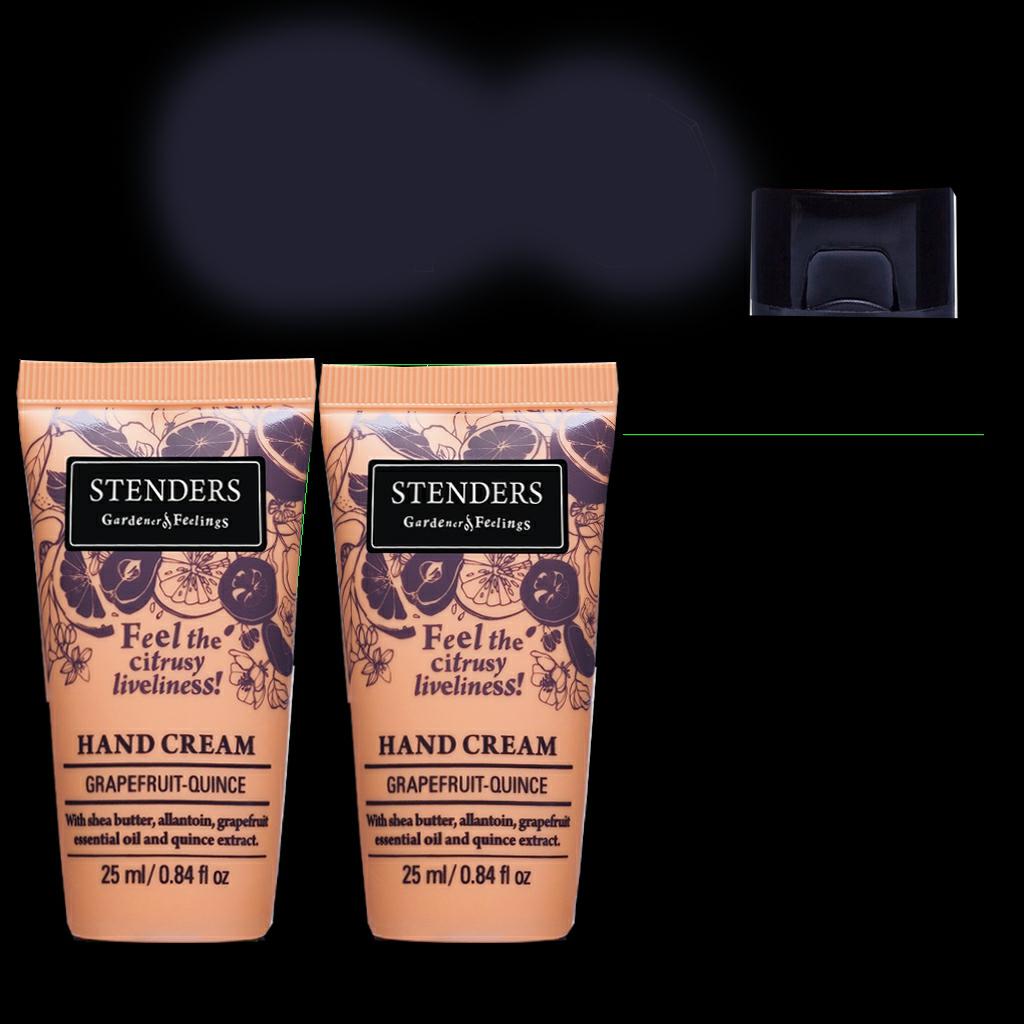 STENDERS
Gardener of Feelings
Feel the
citrusy
liveliness!
HAND CREAM
GRAPEFRUIT-QUINCE
With shea butter, allantoin, grapefruit
essential oil and quince extract.
25 ml/ 0.84 fl oz
STENDERS
Gardener of Feelings
Feel the
citrusy
liveliness!
HAND CREAM
GRAPEFRUIT-QUINCE
With shea butter, allantoin, grapefruit
essential oil and quince extract.
25 ml/ 0.84 fl oz